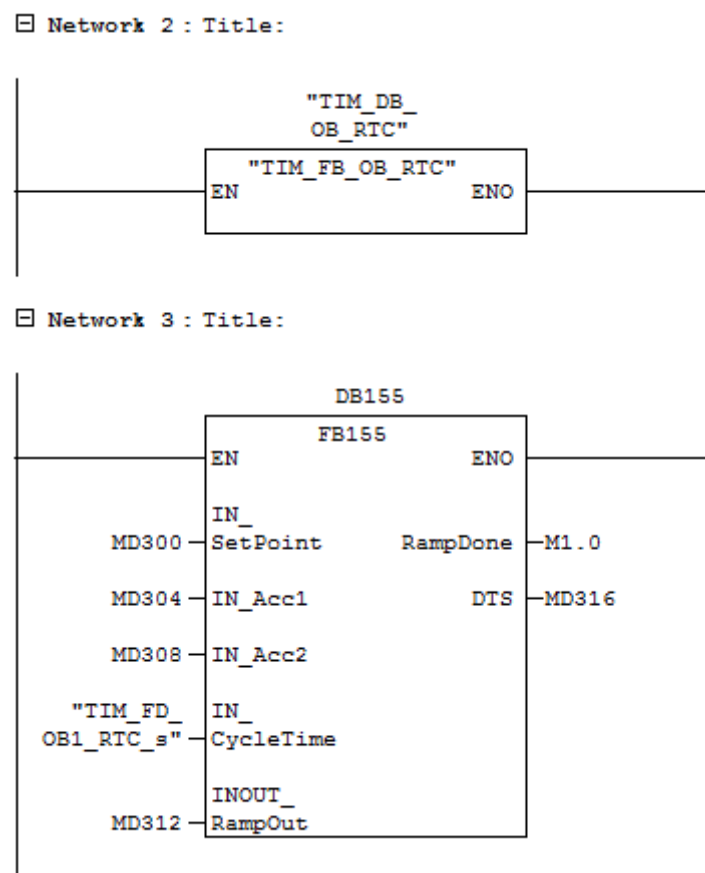 Network 2 : Title:
"TIM_DB_
OB_RTC"
"TIM_FB_OB_RTC"
EN ENO
Network 3 : Title:
DB155
FB155
EN ENO
IN_
MD300 SetPoint RampDone M1.0
MD304 IN_Acc1 DTS MD316
MD308 IN_Acc2
"TIM_FD_ IN_
OB1_RTC_s" CycleTime
INOUT_
MD312 RampOut